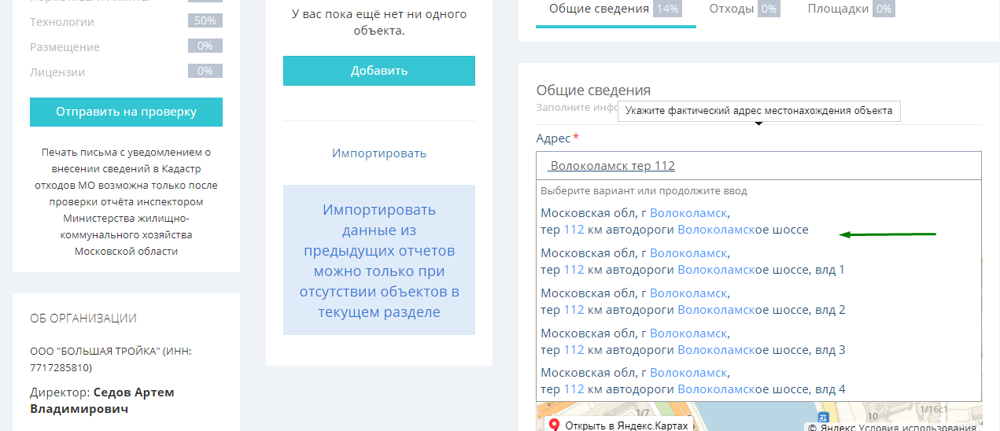 Технологии 50%
Размещение 0%
Лицензии 0%
Отправить на проверку
Печать письма с уведомлением о
внесении сведений в Кадастр
отходов МО возможна только после
проверки отчёта инспектором
Министерства жилищно-
коммунального хозяйства
Московской области
ОБ ОРГАНИЗАЦИИ
ООО "БОЛЬШАЯ ТРОЙКА" (ИНН:
7717285810)
Директор: Седов Артем
Владимирович
У вас пока ещё нет ни одного
объекта.
Добавить
Импортировать
Импортировать
данные из
предыдущих отчетов
можно только при
отсутствии объектов в
текущем разделе
Общие сведения 14% Отходы 0% Площадки 0%
Общие сведения
Заполните
Укажите фактический адрес местонахождения объекта
Адрес *
Волоколамск тер 112
Выберите вариант или продолжите ввод
Московская обл, г Волоколамск,
тер 112 км автодороги Волоколамское шоссе
Московская обл, г Волоколамск,
тер 112 км автодороги Волоколамское шоссе, влд 1
Московская обл, г Волоколамск,
тер 112 км автодороги Волоколамское шоссе, влд 2
Московская обл, г Волоколамск,
тер 112 км автодороги Волоколамское шоссе, влд 3
Московская обл, г Волоколамск,
тер 112 км автодороги Волоколамское шоссе, влд 4
1/7 10 1/16с1
Открыть в Яндекс.Картах
© Яндекс Условия использования